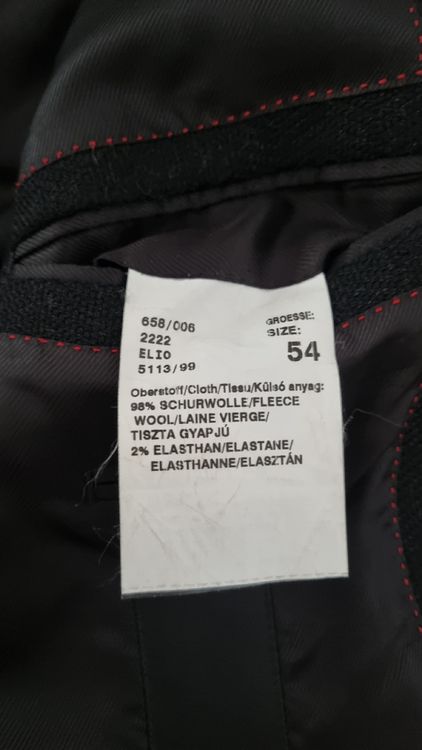 658/006
2222
ELIO
5113/99
GROESSE:
SIZE:
54
Oberstoff/Cloth/Tissu/Külső anyag:
98% SCHURWOLLE/FLEECE
WOOL/LAINE VIERGE/
TISZTA GYAPJÚ
2% ELASTHAN/ELASTANE/
ELASTHANNE/ELASZTÁN